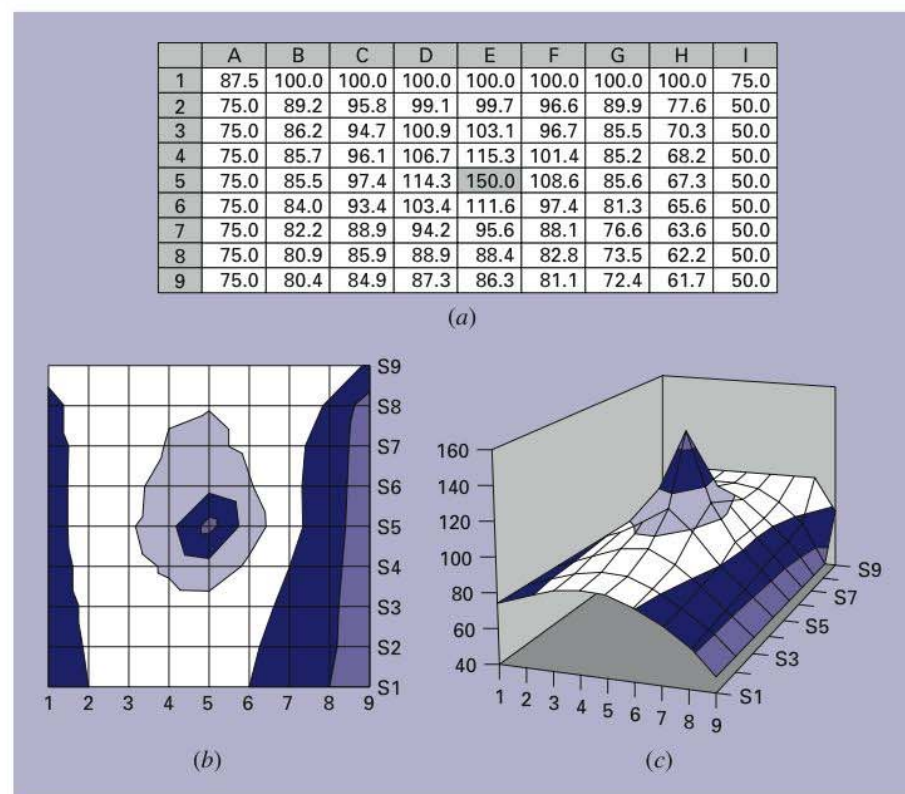 A B C D E F G H I
1 87.5 100.0 100.0 100.0 100.0 100.0 100.0 100.0 75.0
2 75.0 89.2 95.8 99.1 99.7 96.6 89.9 77.6 50.0
3 75.0 86.2 94.7 100.9 103.1 96.7 85.5 70.3 50.0
4 75.0 85.7 96.1 106.7 115.3 101.4 85.2 68.2 50.0
5 75.0 85.5 97.4 114.3 150.0 108.6 85.6 67.3 50.0
6 75.0 84.0 93.4 103.4 111.6 97.4 81.3 65.6 50.0
7 75.0 82.2 88.9 94.2 95.6 88.1 76.6 63.6 50.0
8 75.0 80.9 85.9 88.9 88.4 82.8 73.5 62.2 50.0
9 75.0 80.4 84.9 87.3 86.3 81.1 72.4 61.7 50.0
(a)
S9
S8
S7
S6
S5
S4
S3
S2
S1
1 2 3 4 5 6 7 8 9
(b)
160
140
120
100
80
60
40
1 2 3 4 5 6 7 8 9
S9
S7
S5
S3
S1
(c)